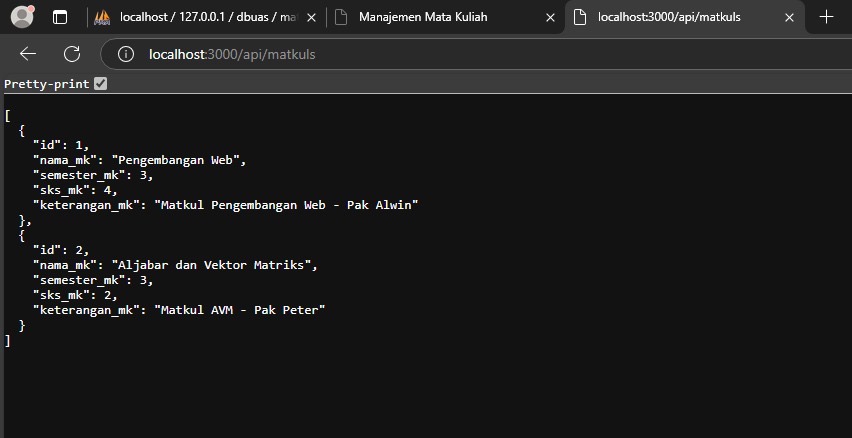 localhost / 127.0.0.1 / dbuas / ma
Manajemen Mata Kuliah
localhost:3000/api/matkuls
localhost:3000/api/matkuls
Pretty-print
[
  {
    "id": 1,
    "nama_mk": "Pengembangan Web",
    "semester_mk": 3,
    "sks_mk": 4,
    "keterangan_mk": "Matkul Pengembangan Web - Pak Alwin"
  },
  {
    "id": 2,
    "nama_mk": "Aljabar dan Vektor Matriks",
    "semester_mk": 3,
    "sks_mk": 2,
    "keterangan_mk": "Matkul AVM - Pak Peter"
  }
]